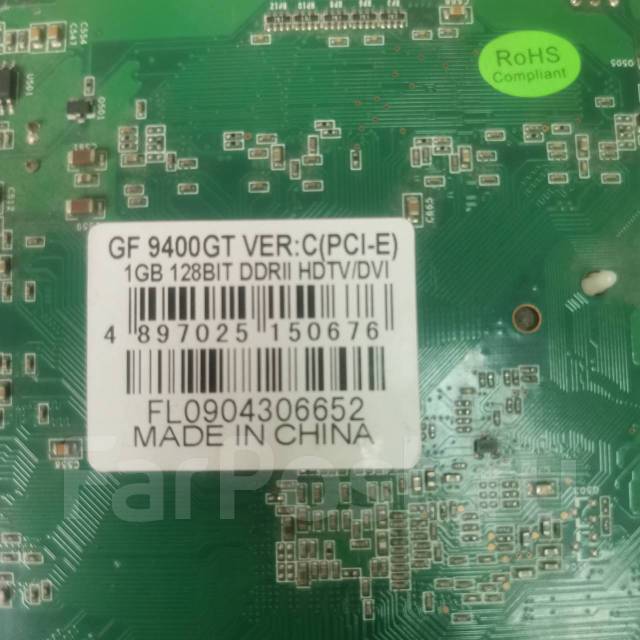 RoHS
Compliant
GF 9400GT VER:C(PCI-E)
1GB 128BIT DDRII HDTV/DVI
4 897025 150676
FL0904306652
MADE IN CHINA